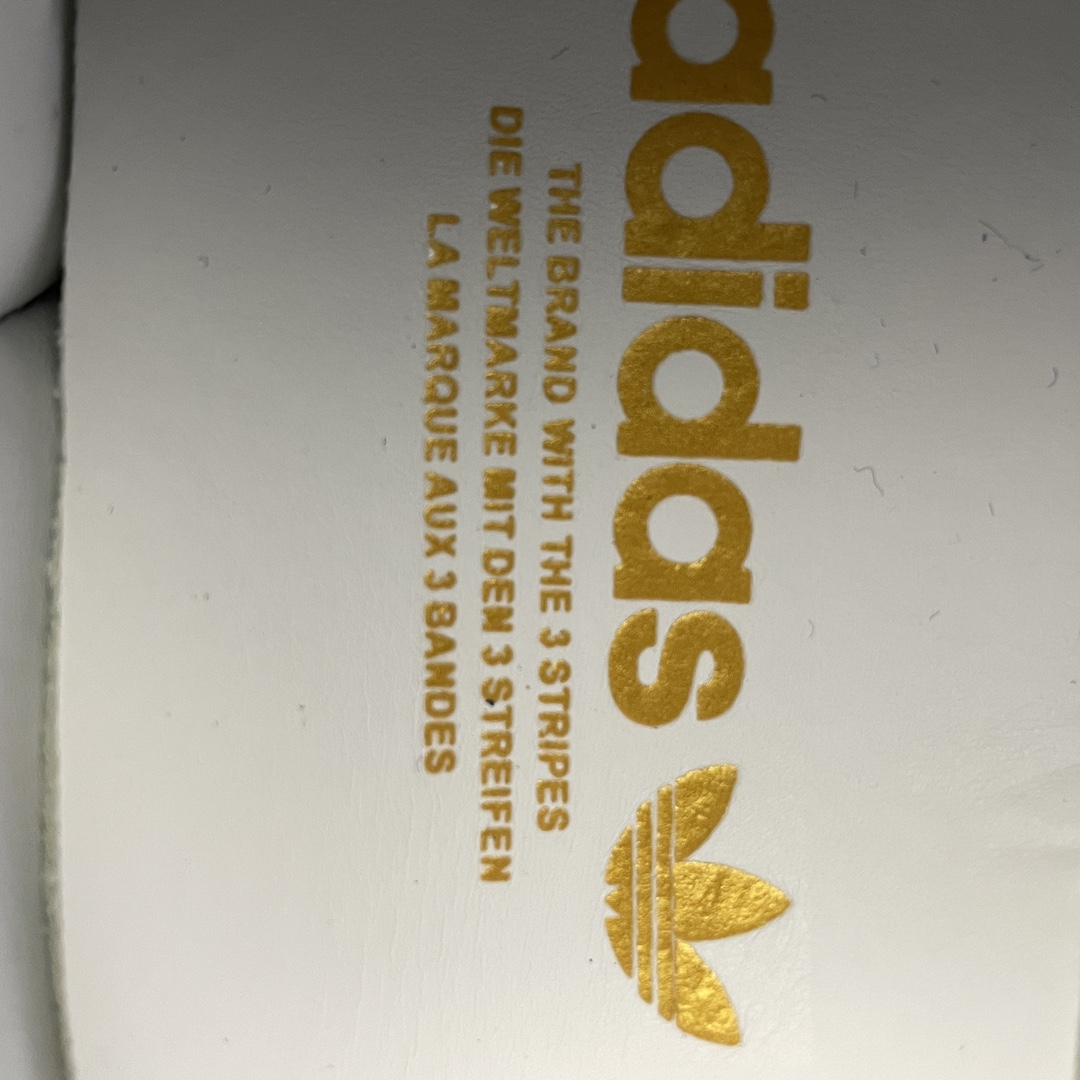 adidas
THE BRAND WITH THE 3 STRIPES
DIE WELTMARKE MIT DEN 3 STREIFEN
LA MARQUE AUX 3 BANDES